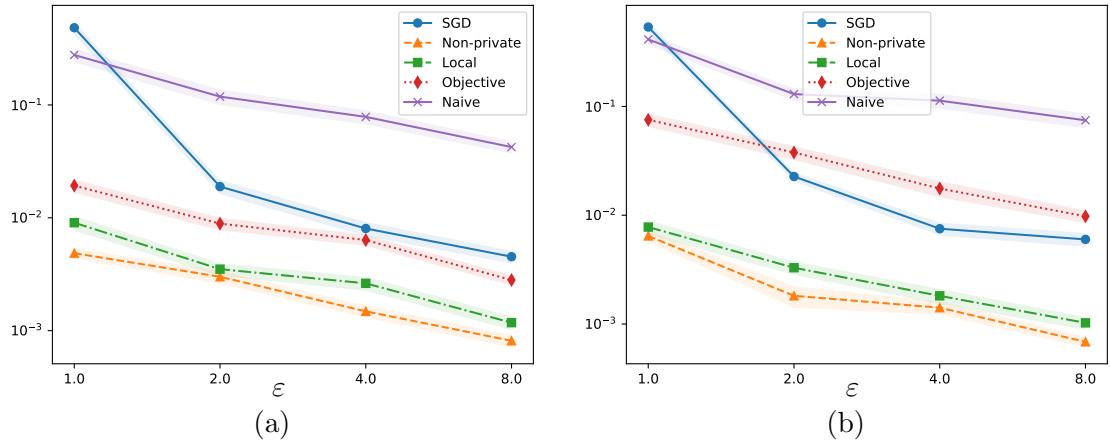 SGD
Non-private
Local
Objective
Naive
10⁻¹
10⁻²
10⁻³
1.0 2.0 4.0 8.0
ε
(a)
SGD
Non-private
Local
Objective
Naive
10⁻¹
10⁻²
10⁻³
1.0 2.0 4.0 8.0
ε
(b)